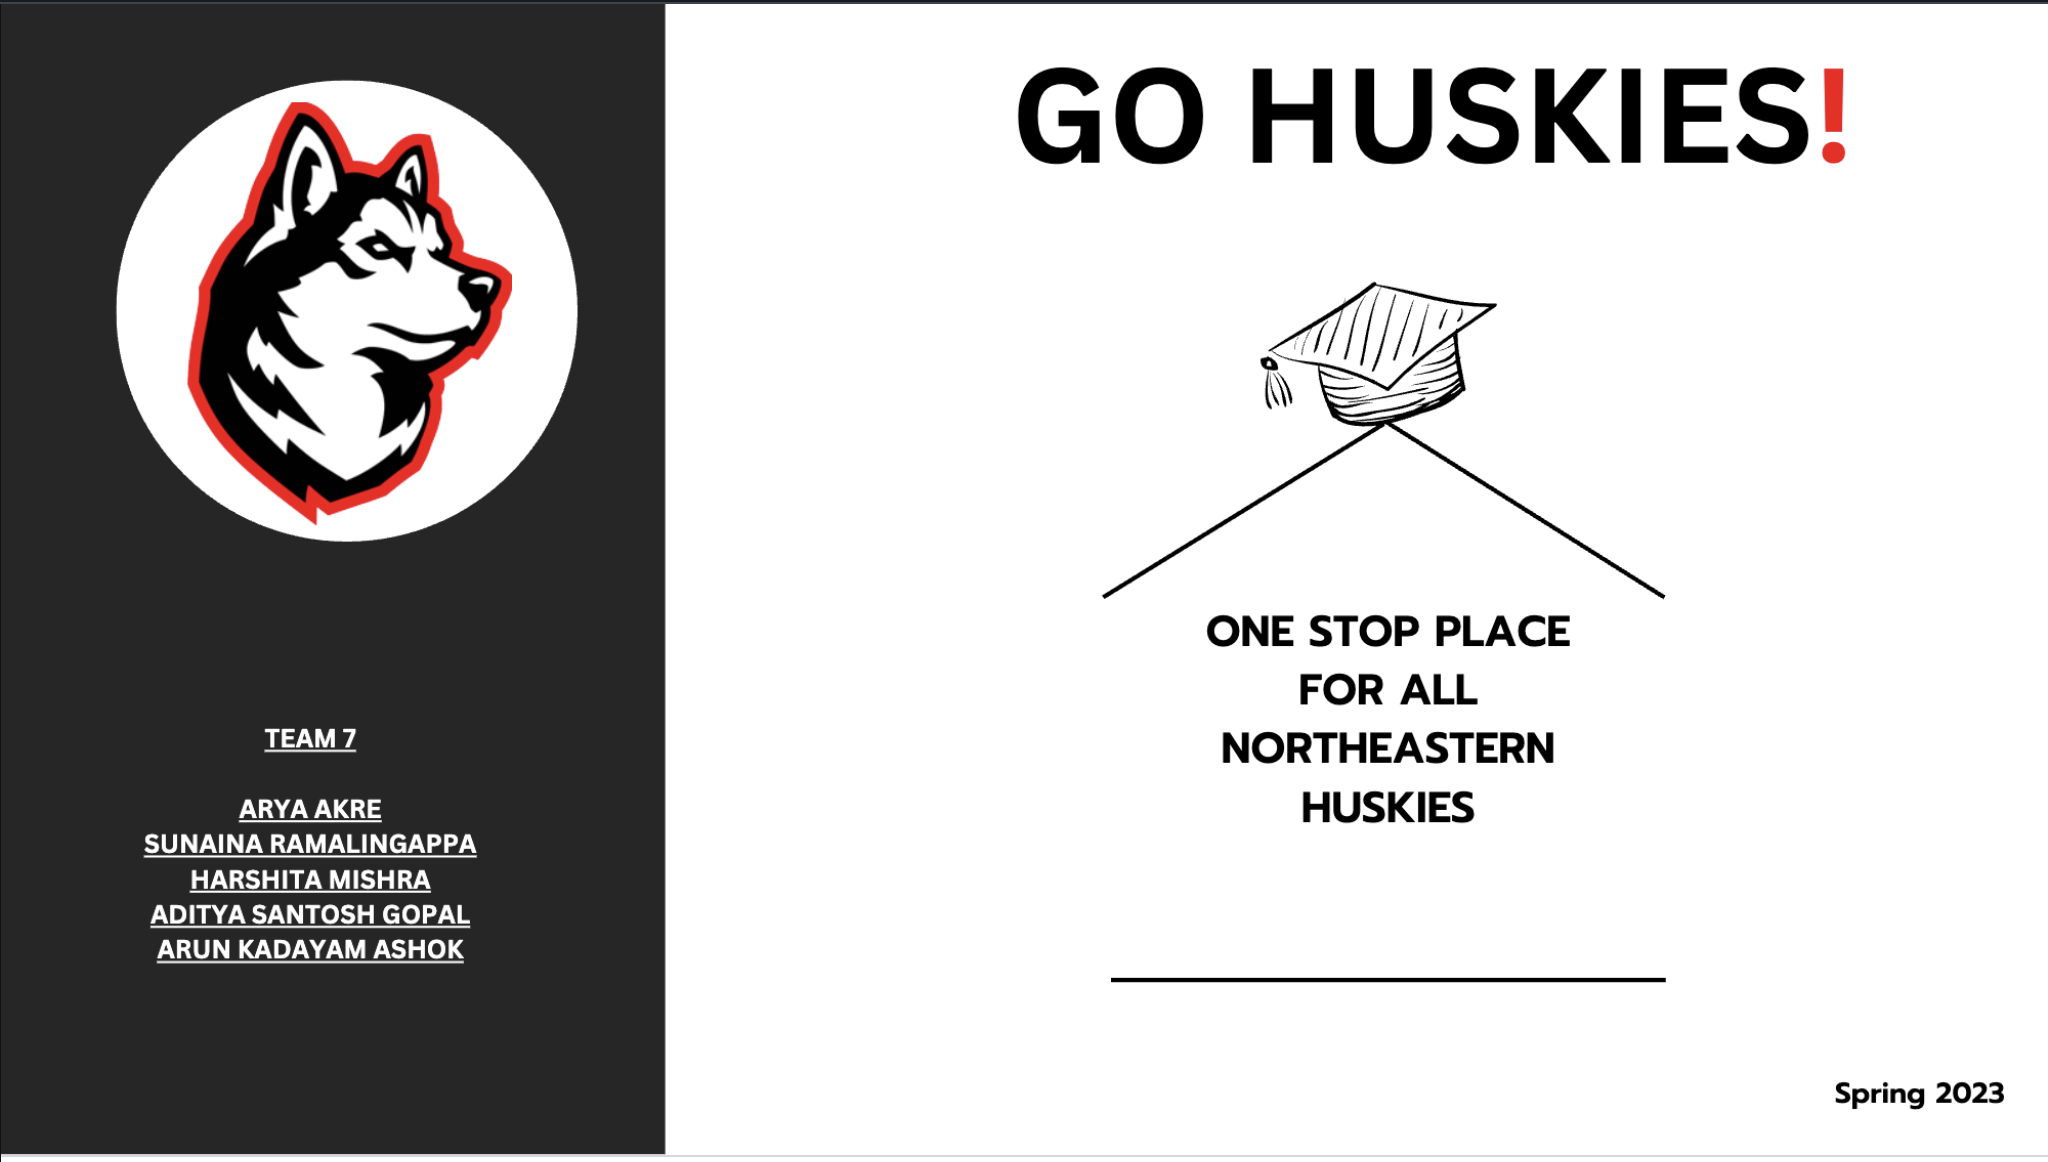 GO HUSKIES!
ONE STOP PLACE
FOR ALL
NORTHEASTERN
HUSKIES
TEAM 7
ARYA AKRE
SUNAINA RAMALINGAPPA
HARSHITA MISHRA
ADITYA SANTOSH GOPAL
ARUN KADAYAM ASHOK
Spring 2023